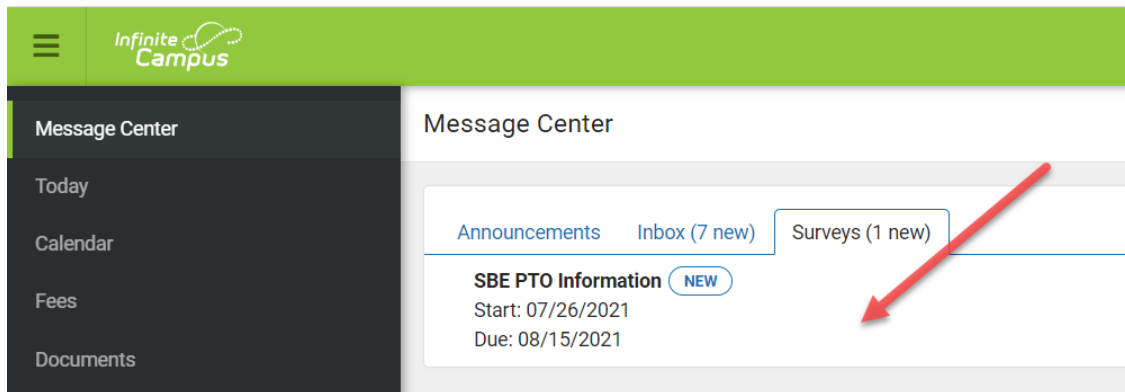 Infinite
Campus
Message Center
Today
Calendar
Fees
Documents
Message Center
Announcements Inbox (7 new) Surveys (1 new)
SBE PTO Information NEW
Start: 07/26/2021
Due: 08/15/2021